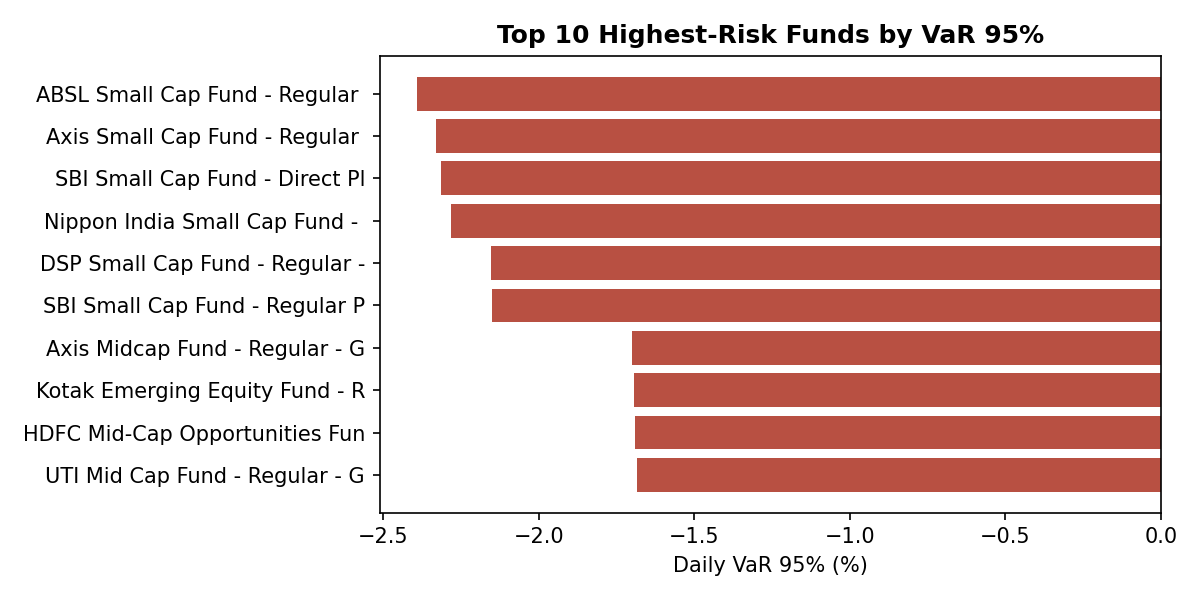 Top 10 Highest-Risk Funds by VaR 95%
ABSL Small Cap Fund - Regular
Axis Small Cap Fund - Regular
SBI Small Cap Fund - Direct Pl
Nippon India Small Cap Fund -
DSP Small Cap Fund - Regular -
SBI Small Cap Fund - Regular P
Axis Midcap Fund - Regular - G
Kotak Emerging Equity Fund - R
HDFC Mid-Cap Opportunities Fun
UTI Mid Cap Fund - Regular - G
−2.5 −2.0 −1.5 −1.0 −0.5 0.0
Daily VaR 95% (%)